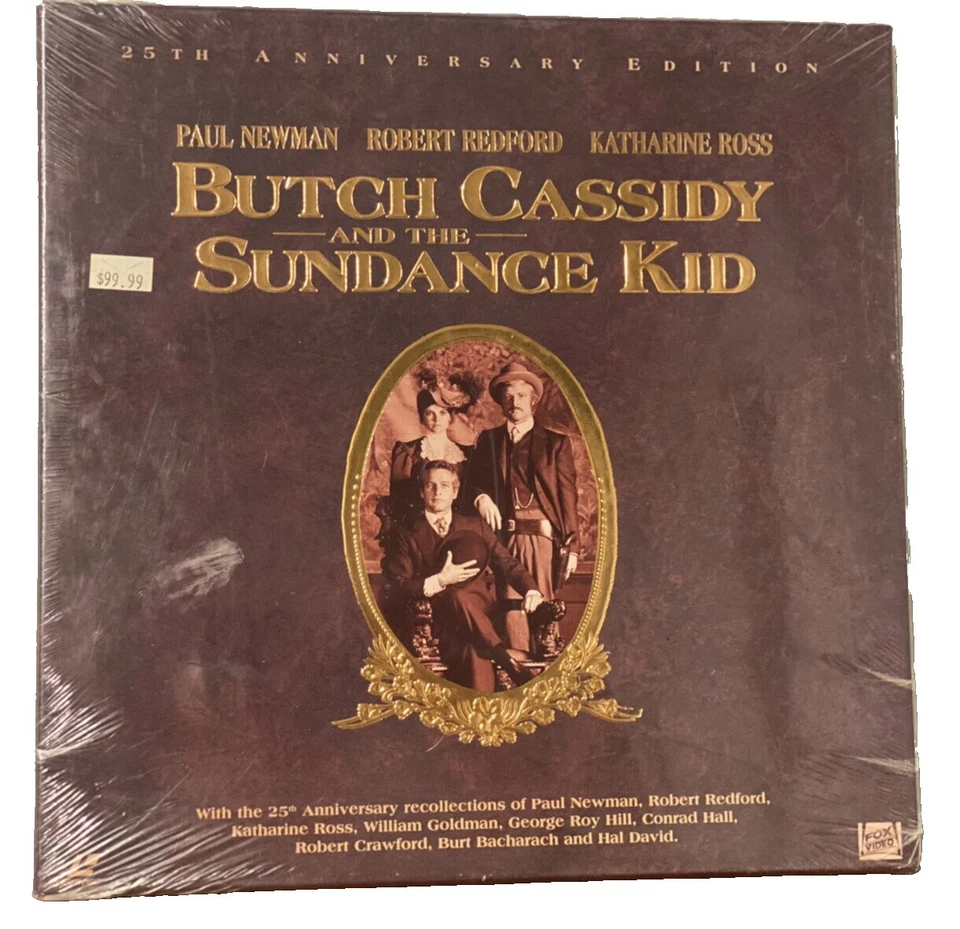 25TH ANNIVERSARY EDITION
PAUL NEWMAN ROBERT REDFORD KATHARINE ROSS
BUTCH CASSIDY
AND THE
SUNDANCE KID
$99.99
With the 25th Anniversary recollections of Paul Newman, Robert Redford,
Katharine Ross, William Goldman, George Roy Hill, Conrad Hall,
Robert Crawford, Burt Bacharach and Hal David.
FOX
VIDEO